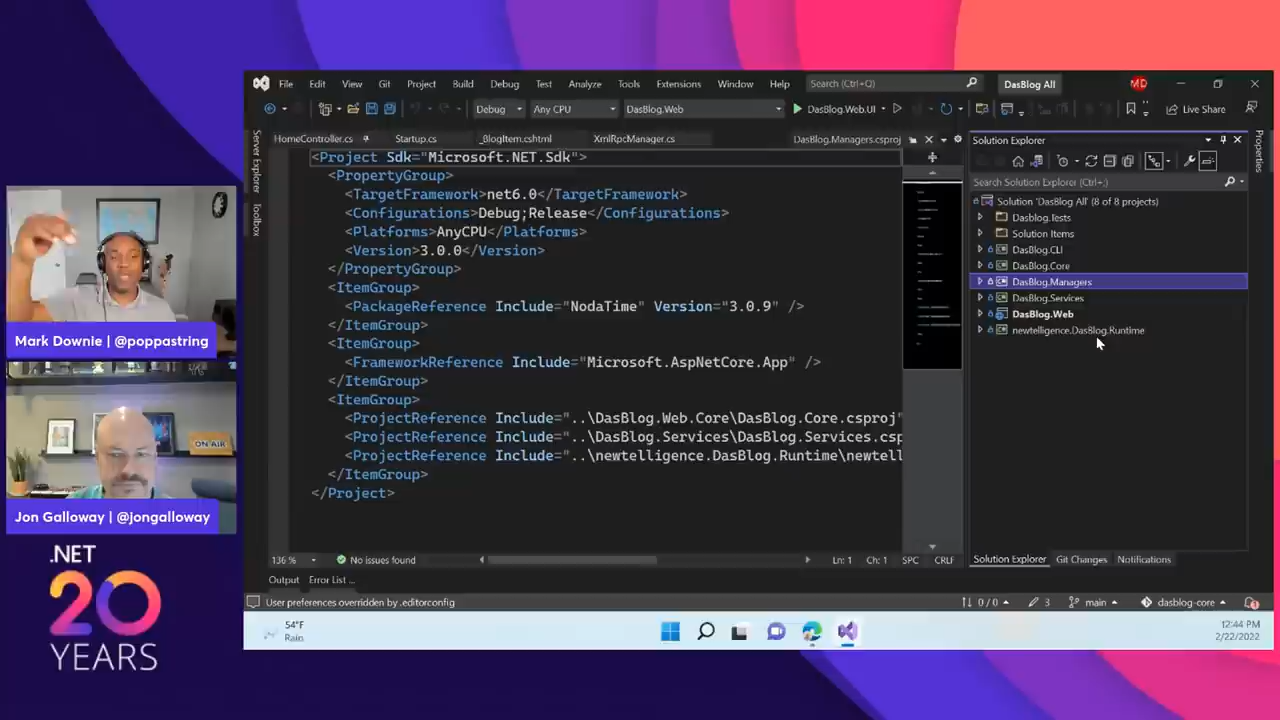 File Edit View Git Project Build Debug Test Analyze Tools Extensions Window Help Search (Ctrl+Q) DasBlog All MD
Debug Any CPU DasBlog.Web DasBlog.Web.UI Live Share
HomeController.cs Startup.cs _BlogItem.cshtml XmlRpcManager.cs DasBlog.Managers.csproj
Server Explorer
Toolbox
<Project Sdk="Microsoft.NET.Sdk">
<PropertyGroup>
<TargetFramework>net6.0</TargetFramework>
<Configurations>Debug;Release</Configurations>
<Platforms>AnyCPU</Platforms>
<Version>3.0.0</Version>
</PropertyGroup>
<ItemGroup>
<PackageReference Include="NodaTime" Version="3.0.9" />
</ItemGroup>
<ItemGroup>
<FrameworkReference Include="Microsoft.AspNetCore.App" />
</ItemGroup>
<ItemGroup>
<ProjectReference Include="..\DasBlog.Web.Core\DasBlog.Core.csproj"
<ProjectReference Include="..\DasBlog.Services\DasBlog.Services.csp
<ProjectReference Include="..\newtelligence.DasBlog.Runtime\newtell
</ItemGroup>
</Project>
136 % No issues found Ln: 1 Ch: 1 SPC CRLF
Output Error List ...
User preferences overridden by .editorconfig 0 / 0 3 main dasblog-core
Solution Explorer
Search Solution Explorer (Ctrl+;)
Solution 'DasBlog All' (8 of 8 projects)
Dasblog.Tests
Solution Items
DasBlog.CLI
DasBlog.Core
DasBlog.Managers
DasBlog.Services
DasBlog.Web
newtelligence.DasBlog.Runtime
Solution Explorer Git Changes Notifications
Properties
54°F
Rain
12:44 PM
2/22/2022
Mark Downie | @poppastring
ON AIR
Jon Galloway | @jongalloway
.NET
20
YEARS